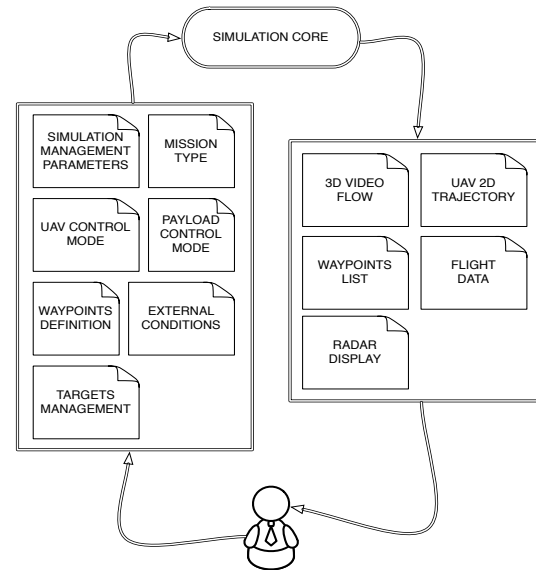 SIMULATION CORE
SIMULATION
MANAGEMENT
PARAMETERS
MISSION
TYPE
UAV CONTROL
MODE
PAYLOAD
CONTROL
MODE
WAYPOINTS
DEFINITION
EXTERNAL
CONDITIONS
TARGETS
MANAGEMENT
3D VIDEO
FLOW
UAV 2D
TRAJECTORY
WAYPOINTS
LIST
FLIGHT
DATA
RADAR
DISPLAY